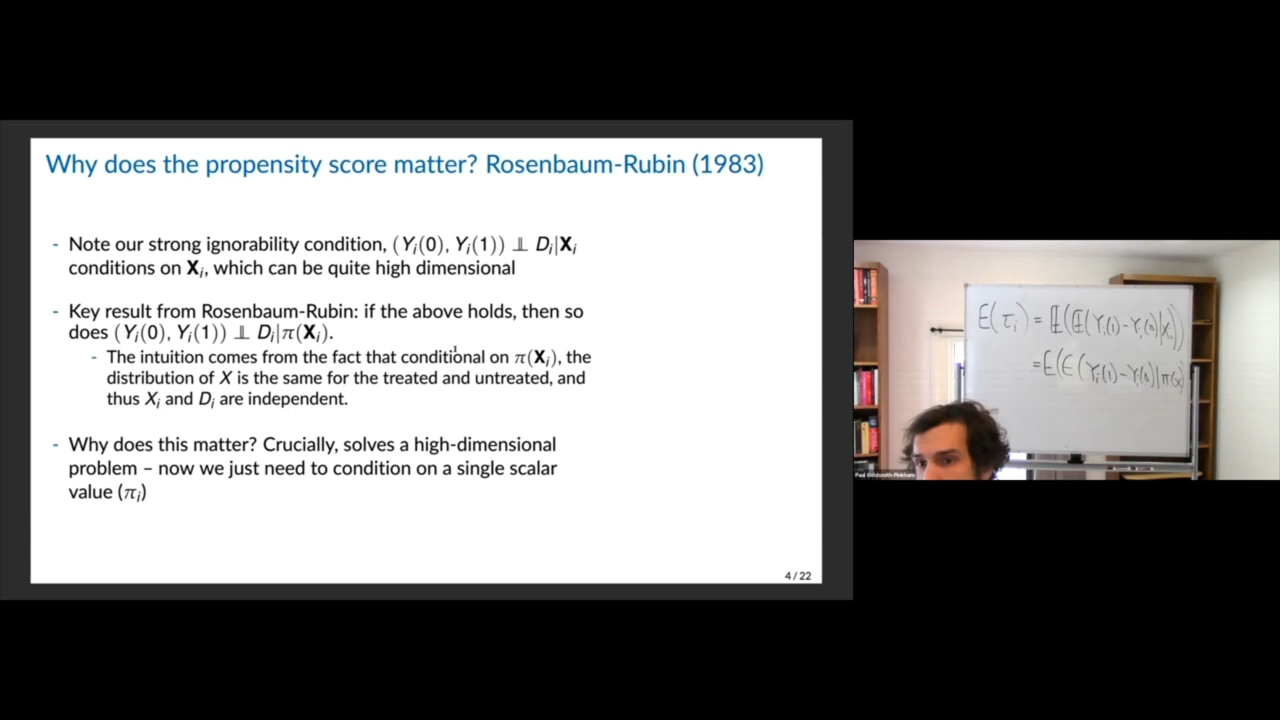 Why does the propensity score matter? Rosenbaum-Rubin (1983)
- Note our strong ignorability condition, (Yᵢ(0), Yᵢ(1)) ⫫ Dᵢ|𝐗ᵢ
conditions on 𝐗ᵢ, which can be quite high dimensional
- Key result from Rosenbaum-Rubin: if the above holds, then so
does (Yᵢ(0), Yᵢ(1)) ⫫ Dᵢ|π(𝐗ᵢ).
- The intuition comes from the fact that conditional on π(𝐗ᵢ), the
distribution of X is the same for the treated and untreated, and
thus Xᵢ and Dᵢ are independent.
- Why does this matter? Crucially, solves a high-dimensional
problem – now we just need to condition on a single scalar
value (πᵢ)
4 / 22
E(τᵢ) = E(E(Yᵢ(1)-Yᵢ(0)|Xᵢ))
=E(E(Yᵢ(1)-Yᵢ(0)|π(x)
Paul Goldsmith-Pinkham